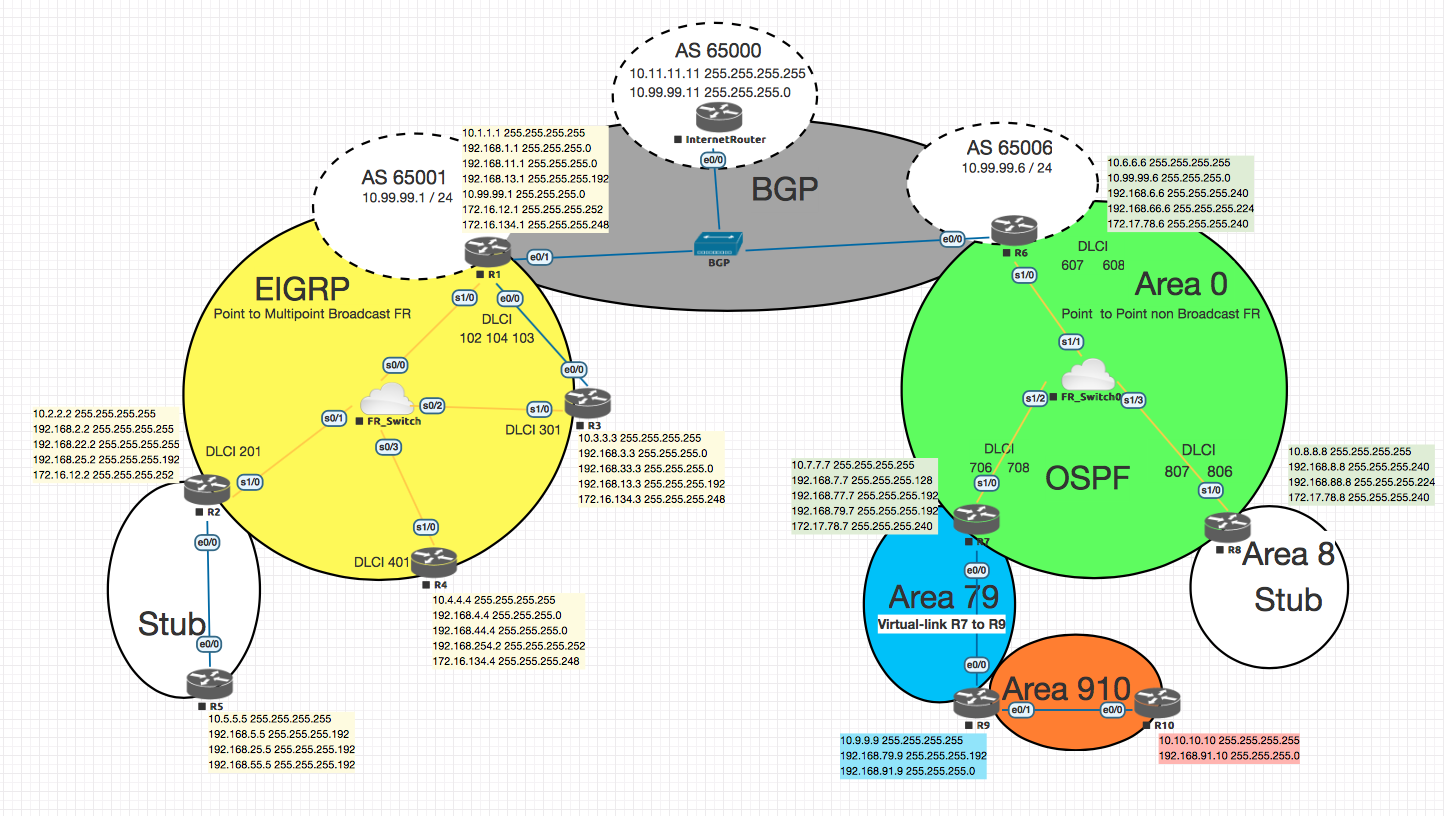 AS 65000
10.11.11.11 255.255.255.255
10.99.99.11 255.255.255.0
InternetRouter
e0/0
BGP
BGP
AS 65001
10.99.99.1 / 24
10.1.1.1 255.255.255.255
192.168.1.1 255.255.255.0
192.168.11.1 255.255.255.0
192.168.13.1 255.255.255.192
10.99.99.1 255.255.255.0
172.16.12.1 255.255.255.252
172.16.134.1 255.255.255.248
R1
e0/1
s1/0
e0/0
AS 65006
10.99.99.6 / 24
10.6.6.6 255.255.255.255
10.99.99.6 255.255.255.0
192.168.6.6 255.255.255.240
192.168.66.6 255.255.255.224
172.17.78.6 255.255.255.240
e0/0
R6
s1/0
DLCI
607 608
EIGRP
Point to Multipoint Broadcast FR
DLCI
102 104 103
s0/0
s0/1
FR_Switch
s0/2
s0/3
e0/0
s1/0
DLCI 301
R3
10.3.3.3 255.255.255.255
192.168.3.3 255.255.255.0
192.168.33.3 255.255.255.0
192.168.13.3 255.255.255.192
172.16.134.3 255.255.255.248
10.2.2.2 255.255.255.255
192.168.2.2 255.255.255.255
192.168.22.2 255.255.255.255
192.168.25.2 255.255.255.192
172.16.12.2 255.255.255.252
DLCI 201
s1/0
R2
e0/0
Stub
e0/0
R5
10.5.5.5 255.255.255.255
192.168.5.5 255.255.255.192
192.168.25.5 255.255.255.192
192.168.55.5 255.255.255.192
s1/0
DLCI 401
R4
10.4.4.4 255.255.255.255
192.168.4.4 255.255.255.0
192.168.44.4 255.255.255.0
192.168.254.2 255.255.255.252
172.16.134.4 255.255.255.248
Area 0
Point to Point non Broadcast FR
s1/1
s1/2
FR_Switch0
s1/3
OSPF
DLCI
706 708
s1/0
DLCI
807 806
s1/0
10.7.7.7 255.255.255.255
192.168.7.7 255.255.255.128
192.168.77.7 255.255.255.192
192.168.79.7 255.255.255.192
172.17.78.7 255.255.255.240
R7
10.8.8.8 255.255.255.255
192.168.8.8 255.255.255.240
192.168.88.8 255.255.255.224
172.17.78.8 255.255.255.240
R8
Area 8
Stub
e0/0
Area 79
Virtual-link R7 to R9
e0/0
R9
10.9.9.9 255.255.255.255
192.168.79.9 255.255.255.192
192.168.91.9 255.255.255.0
Area 910
e0/1
e0/0
R10
10.10.10.10 255.255.255.255
192.168.91.10 255.255.255.0